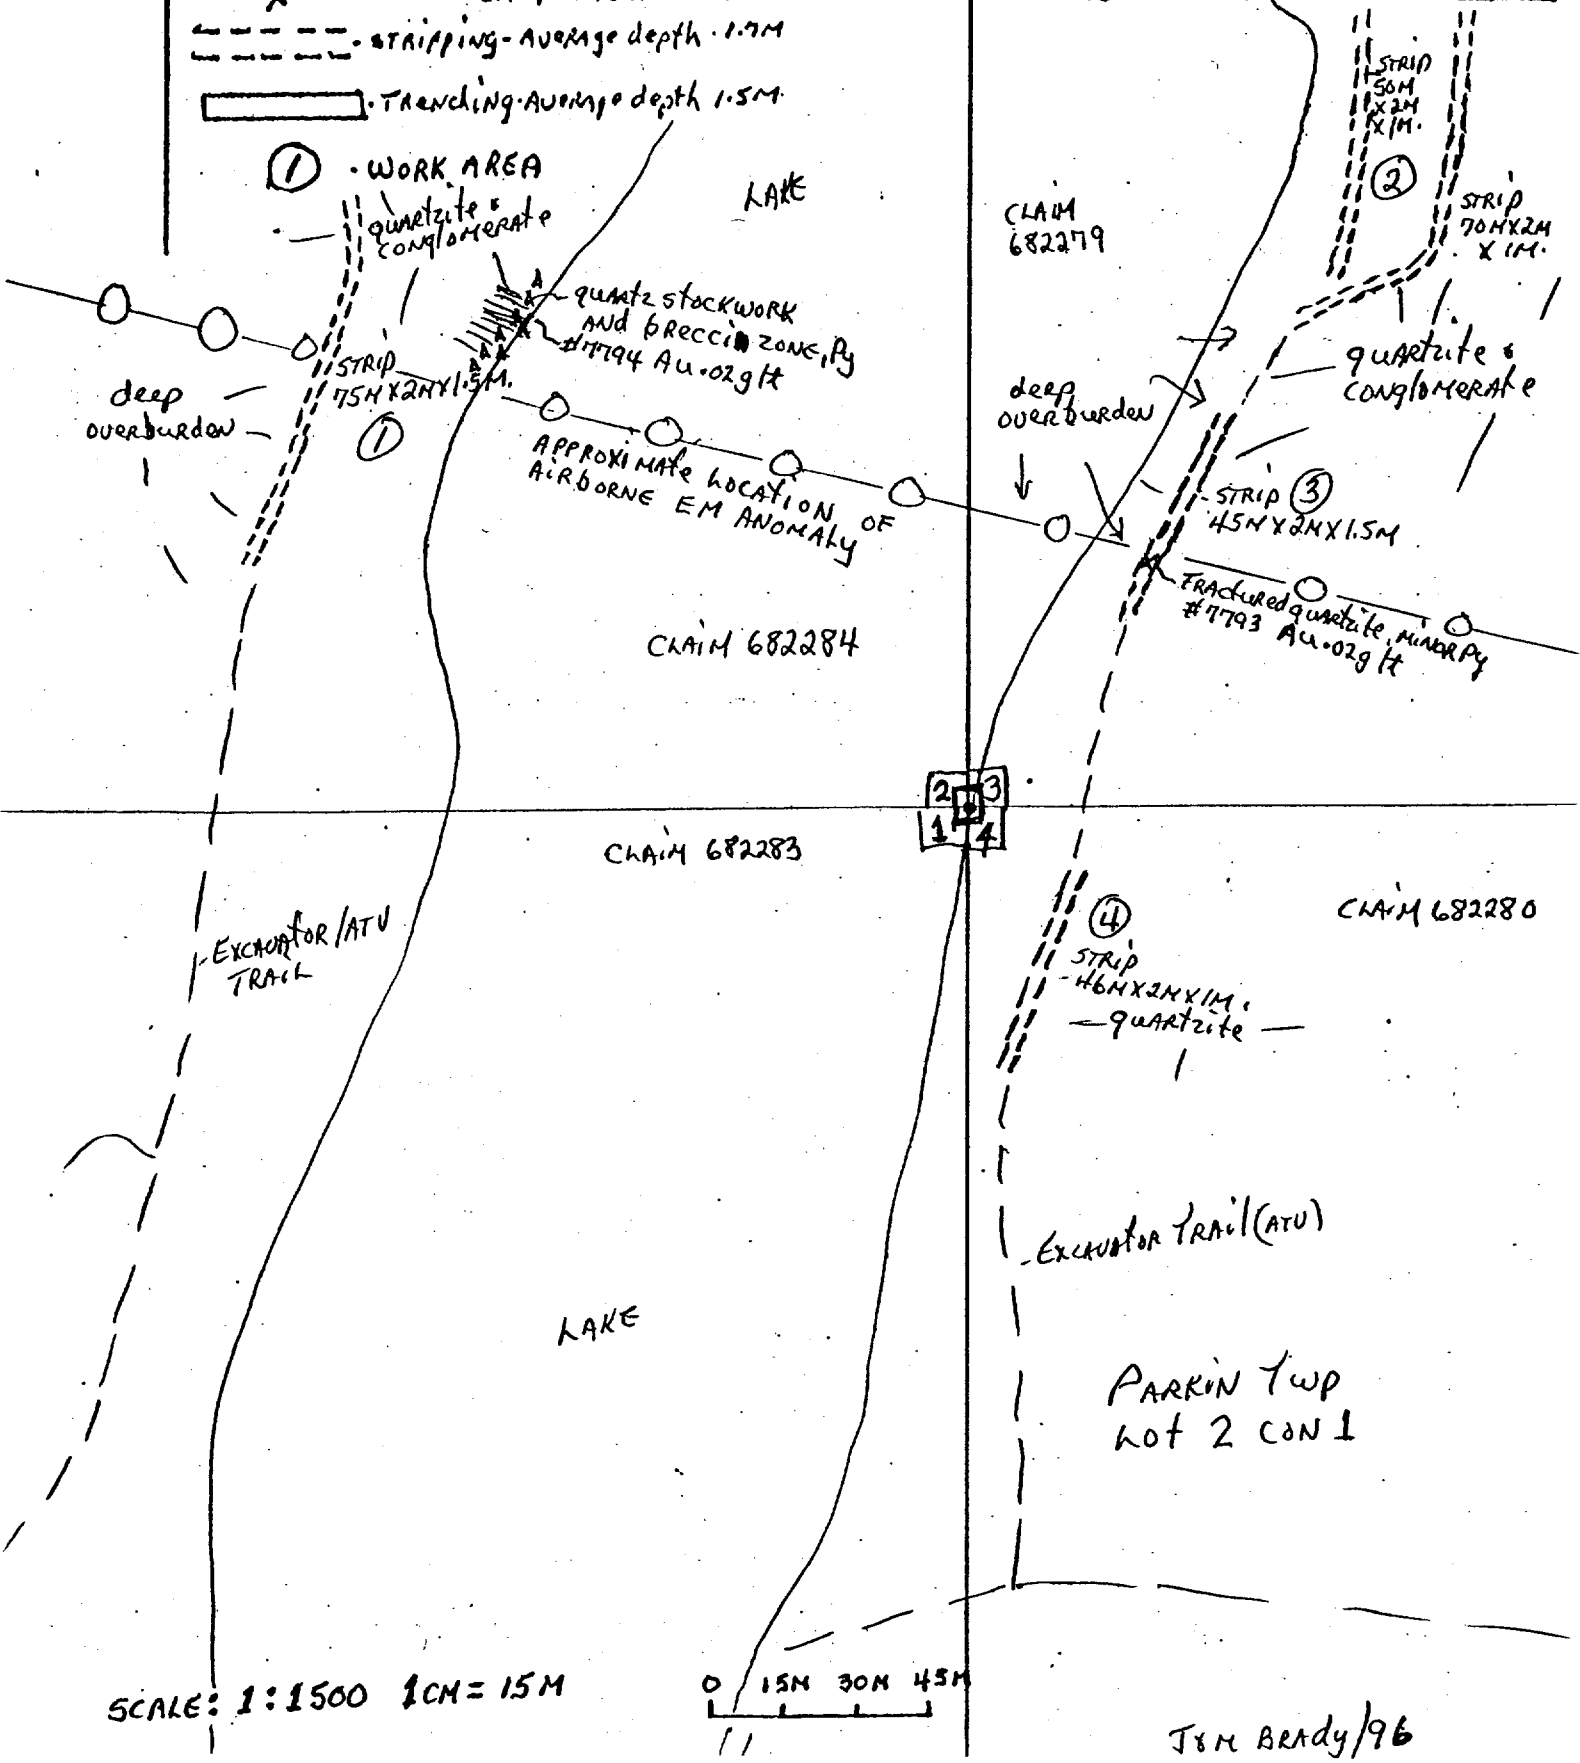 - STRIPPING - AVERAGE depth - 1.7M
- TRENCHING - AVERAGE depth 1.5M.
① - WORK AREA
quARTzite &
CONGLOMERATE
LAKE
CLAIM
682279
STRIP
50M
X2M
X1M.
②
STRIP
70MX2M
X 1M.
quARTz STOCKWORK
ANd bRECCIA ZONE, Py
#7794 Au .02g/t
STRIP
75MX2MX1.5M.
①
deep
OVERBURDEN
APPROXIMATE LOCATION OF
AIRBORNE EM ANOMALY
deep
OVERBURDEN
quARTzite &
CONGLOMERATE
- STRIP ③
45MX2MX1.5M
FRACTURED quARTzite, MINOR Py
#7793 Au .02g/t
CLAIM 682284
2 3
1 4
CLAIM 682283
CLAIM 682280
④
STRIP
46MX2MX1M.
quARTzite
EXCAVATOR/ATV
TRAIL
EXCAVATOR TRAIL (ATV)
LAKE
PARKIN TWP
LOT 2 CON 1
SCALE: 1:1500 1CM = 15M
0 15M 30M 45M
J&M BRADY/96